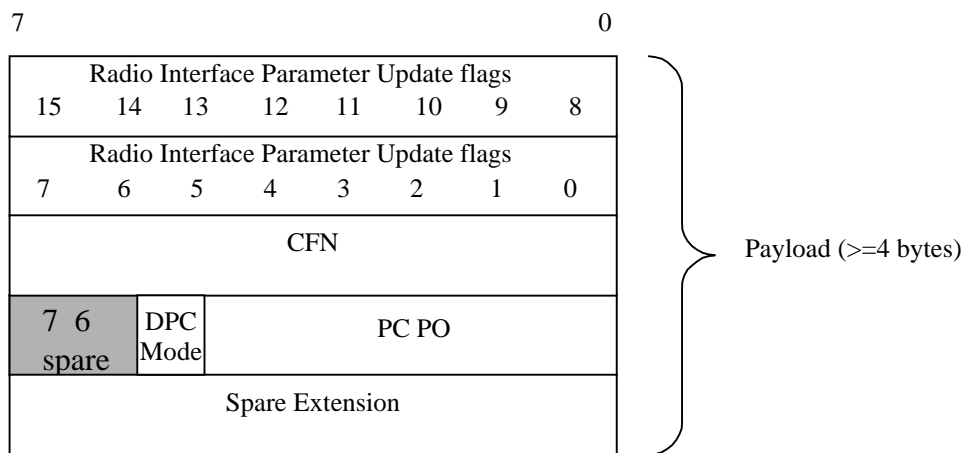 7 0
Radio Interface Parameter Update flags
15 14 13 12 11 10 9 8
Radio Interface Parameter Update flags
7 6 5 4 3 2 1 0
CFN
Payload (>=4 bytes)
7 6
spare
DPC
Mode
PC PO
Spare Extension